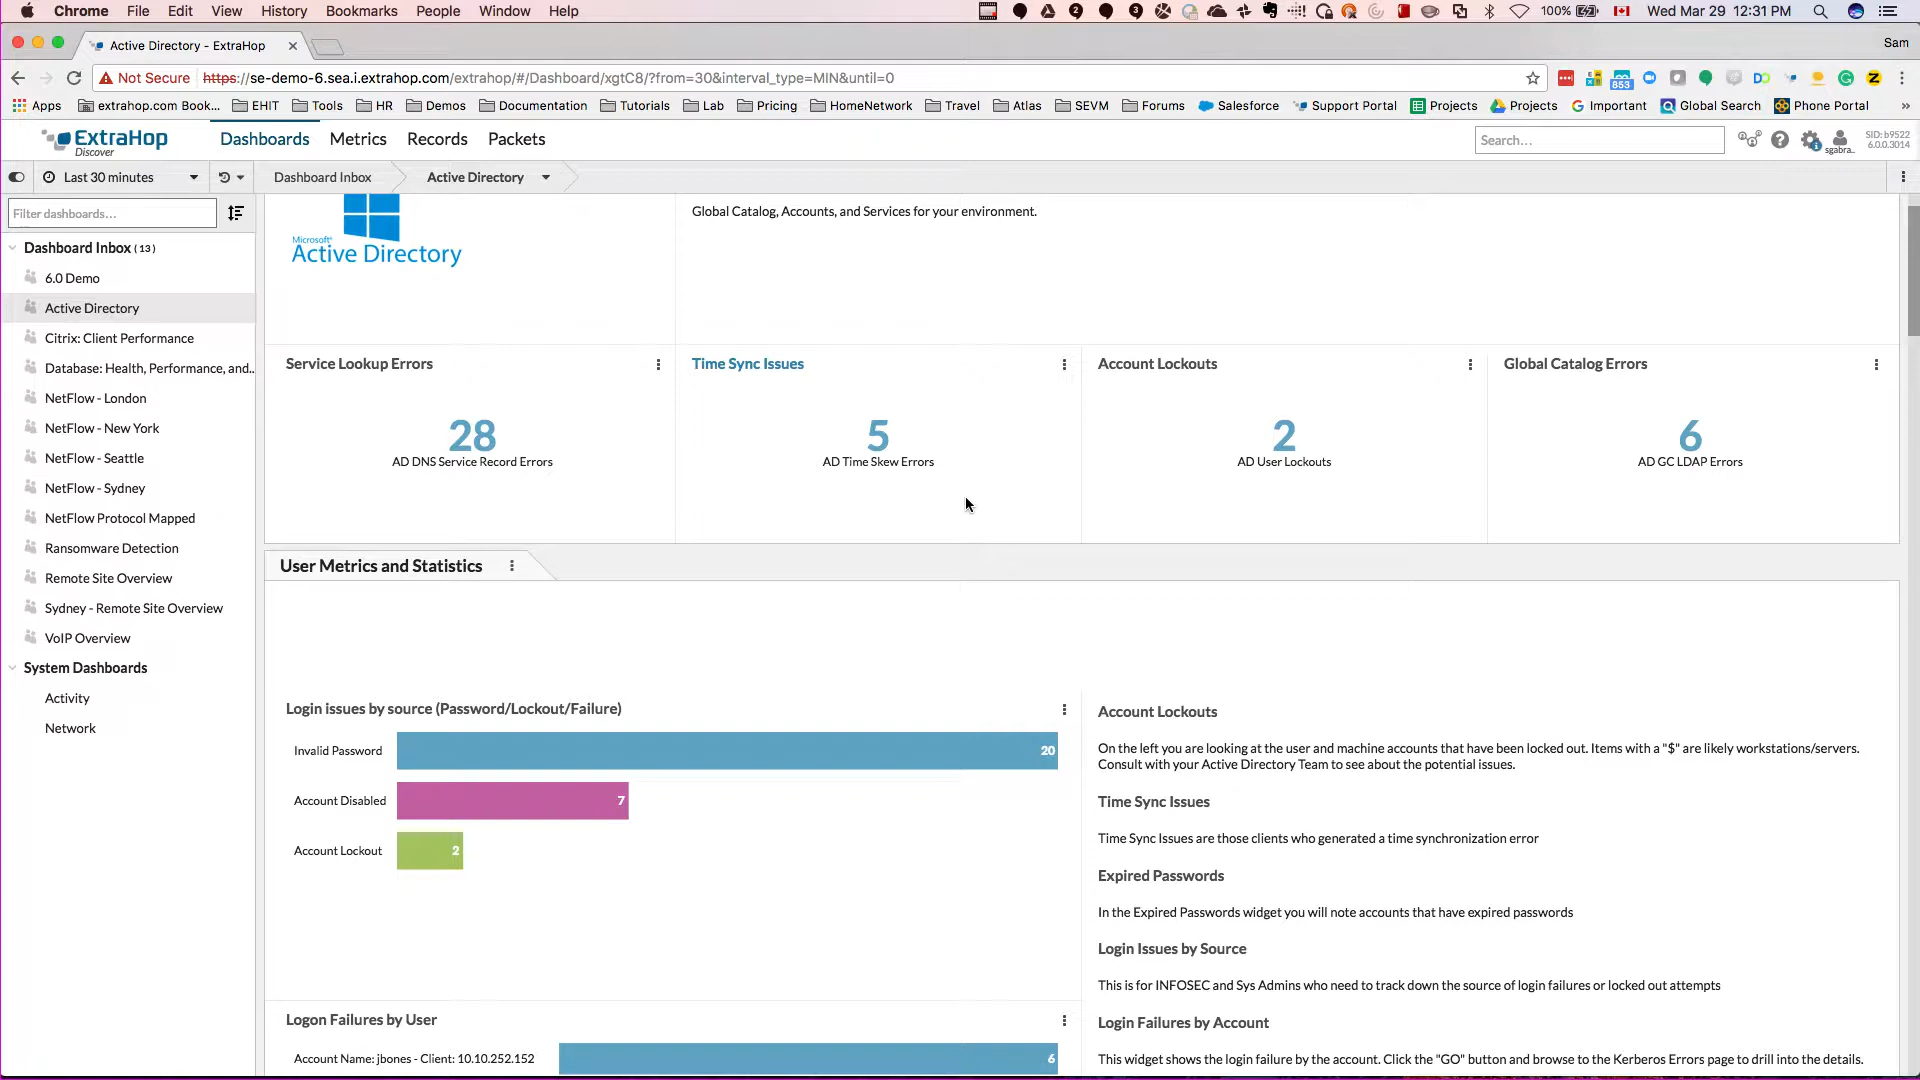 Chrome File Edit View History Bookmarks People Window Help 100% Wed Mar 29 12:31 PM
Active Directory - ExtraHop Sam
Not Secure https://se-demo-6.sea.i.extrahop.com/extrahop/#/Dashboard/xgtC8/?from=30&interval_type=MIN&until=0 853
Apps extrahop.com Book... EHIT Tools HR Demos Documentation Tutorials Lab Pricing HomeNetwork Travel Atlas SEVM Forums Salesforce Support Portal Projects Projects Important Global Search Phone Portal »
ExtraHop
Discover
Dashboards Metrics Records Packets Search... sgabra.. SID: b9522
6.0.0.3014
Last 30 minutes Dashboard Inbox Active Directory
Filter dashboards...
Dashboard Inbox (13)
6.0 Demo
Active Directory
Citrix: Client Performance
Database: Health, Performance, and..
NetFlow - London
NetFlow - New York
NetFlow - Seattle
NetFlow - Sydney
NetFlow Protocol Mapped
Ransomware Detection
Remote Site Overview
Sydney - Remote Site Overview
VoIP Overview
System Dashboards
Activity
Network
Microsoft®
Active Directory
Global Catalog, Accounts, and Services for your environment.
Service Lookup Errors
28
AD DNS Service Record Errors
Time Sync Issues
5
AD Time Skew Errors
Account Lockouts
2
AD User Lockouts
Global Catalog Errors
6
AD GC LDAP Errors
User Metrics and Statistics
Login issues by source (Password/Lockout/Failure)
Invalid Password 20
Account Disabled 7
Account Lockout 2
Logon Failures by User
Account Name: jbones - Client: 10.10.252.152 6
Account Lockouts
On the left you are looking at the user and machine accounts that have been locked out. Items with a "$" are likely workstations/servers.
Consult with your Active Directory Team to see about the potential issues.
Time Sync Issues
Time Sync Issues are those clients who generated a time synchronization error
Expired Passwords
In the Expired Passwords widget you will note accounts that have expired passwords
Login Issues by Source
This is for INFOSEC and Sys Admins who need to track down the source of login failures or locked out attempts
Login Failures by Account
This widget shows the login failure by the account. Click the "GO" button and browse to the Kerberos Errors page to drill into the details.